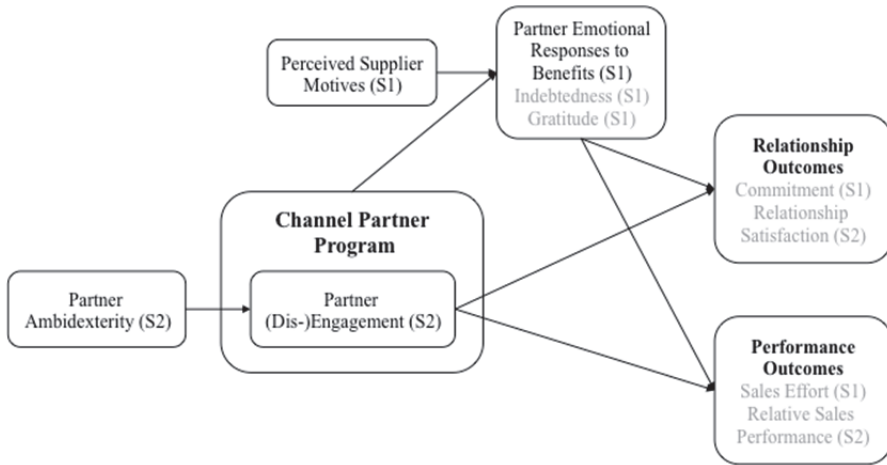 Partner Emotional
Responses to
Benefits (S1)
Indebtedness (S1)
Gratitude (S1)
Perceived Supplier
Motives (S1)
Relationship
Outcomes
Commitment (S1)
Relationship
Satisfaction (S2)
Channel Partner
Program
Partner
Ambidexterity (S2)
Partner
(Dis-)Engagement (S2)
Performance
Outcomes
Sales Effort (S1)
Relative Sales
Performance (S2)